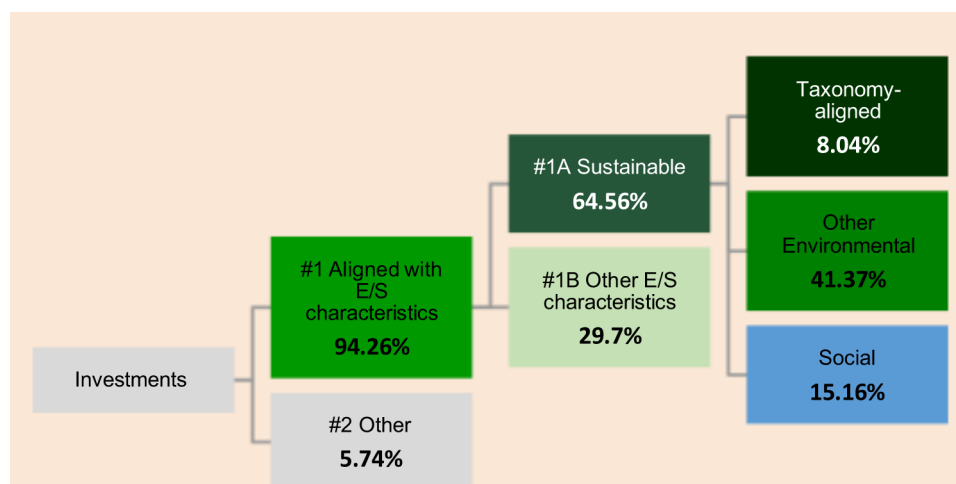 Taxonomy-
aligned
8.04%
#1A Sustainable
64.56%
Other
Environmental
41.37%
#1 Aligned with
E/S
characteristics
94.26%
#1B Other E/S
characteristics
29.7%
Investments
Social
15.16%
#2 Other
5.74%